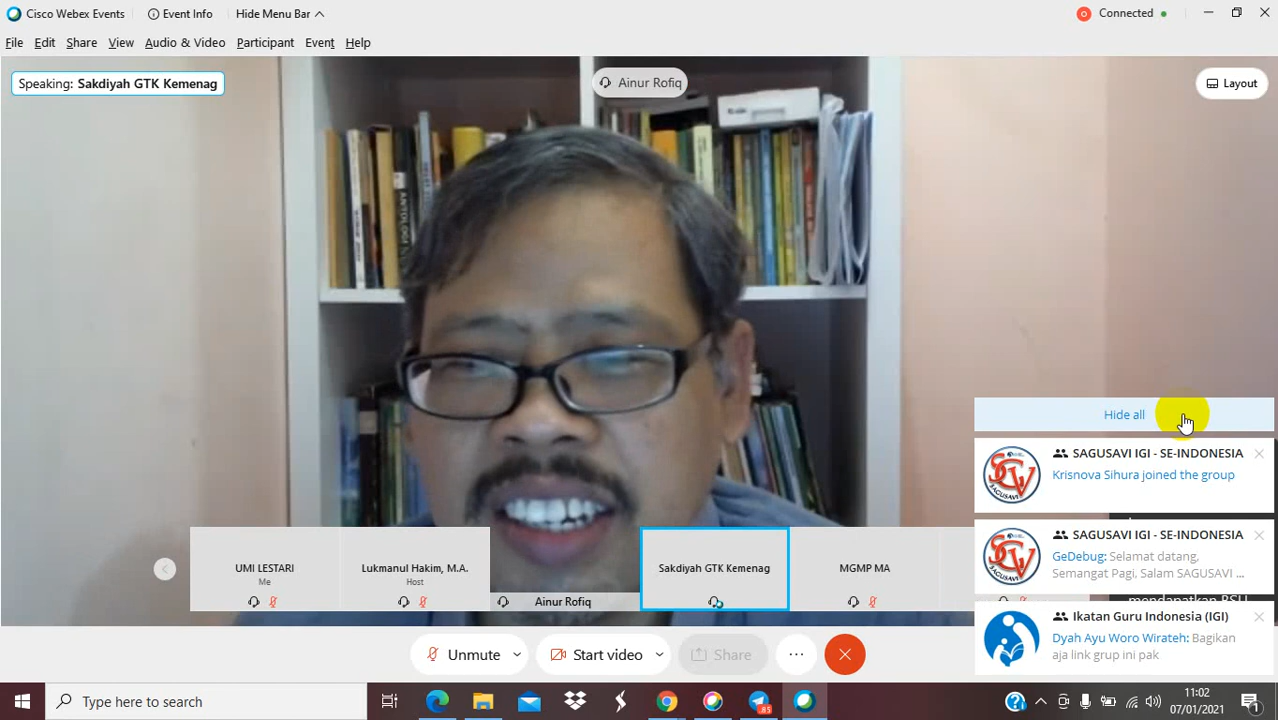 Cisco Webex Events
Event Info
Hide Menu Bar
Connected
File Edit Share View Audio & Video Participant Event Help
Speaking: Sakdiyah GTK Kemenag
Ainur Rofiq
Layout
Hide all
SAGUSAVI IGI - SE-INDONESIA
Krisnova Sihura joined the group
SAGUSAVI IGI - SE-INDONESIA
GeDebug: Selamat datang,
Semangat Pagi, Salam SAGUSAVI ...
mendapatkan BSU
Ikatan Guru Indonesia (IGI)
Dyah Ayu Woro Wirateh: Bagikan
aja link grup ini pak
UMI LESTARI
Me
Lukmanul Hakim, M.A.
Host
Ainur Rofiq
Sakdiyah GTK Kemenag
MGMP MA
Unmute
Start video
Share
Type here to search
85
11:02
07/01/2021
1